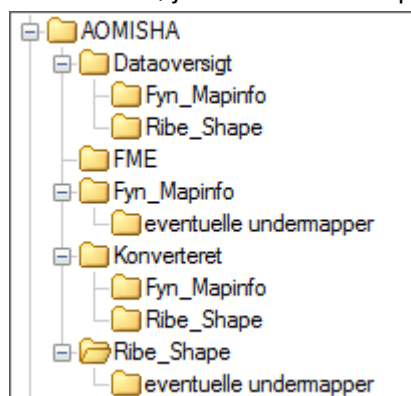 AOMISHA
Dataoversigt
Fyn_Mapinfo
Ribe_Shape
FME
Fyn_Mapinfo
eventuelle undermapper
Konverteret
Fyn_Mapinfo
Ribe_Shape
Ribe_Shape
eventuelle undermapper